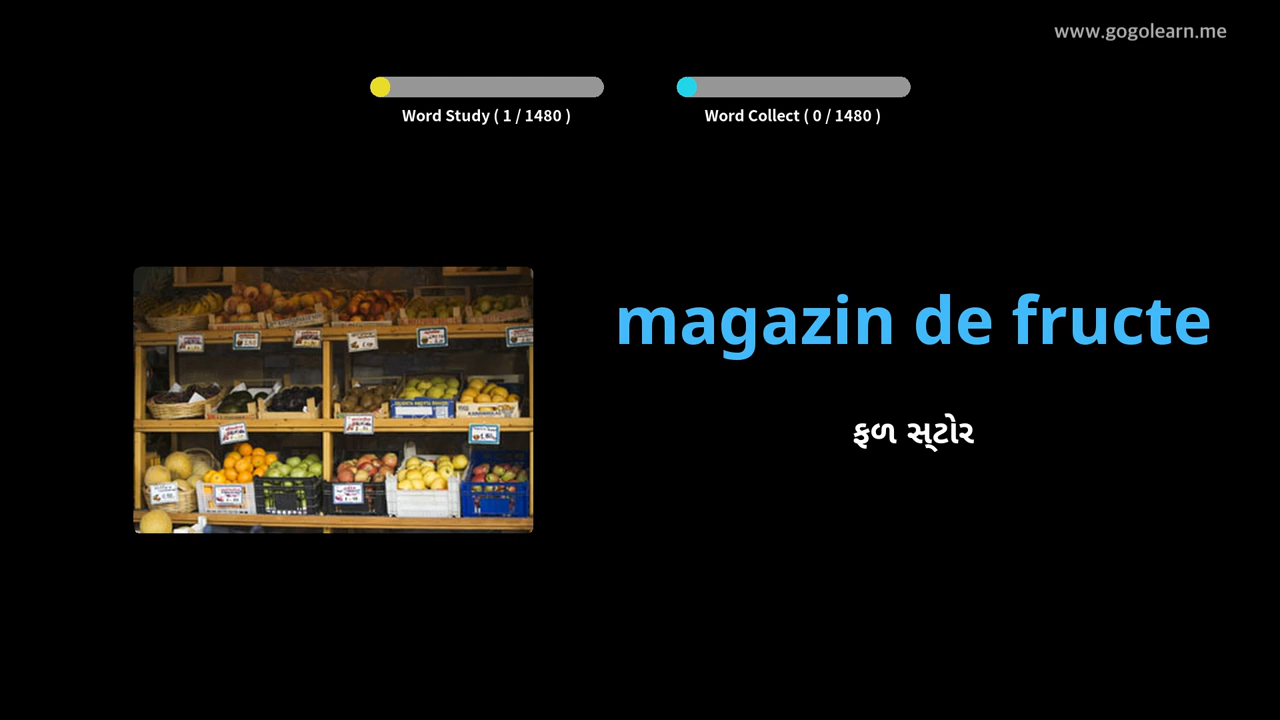 www.gogolearn.me
Word Study ( 1 / 1480 )
Word Collect ( 0 / 1480 )
magazin de fructe
ફળ સ્ટોર